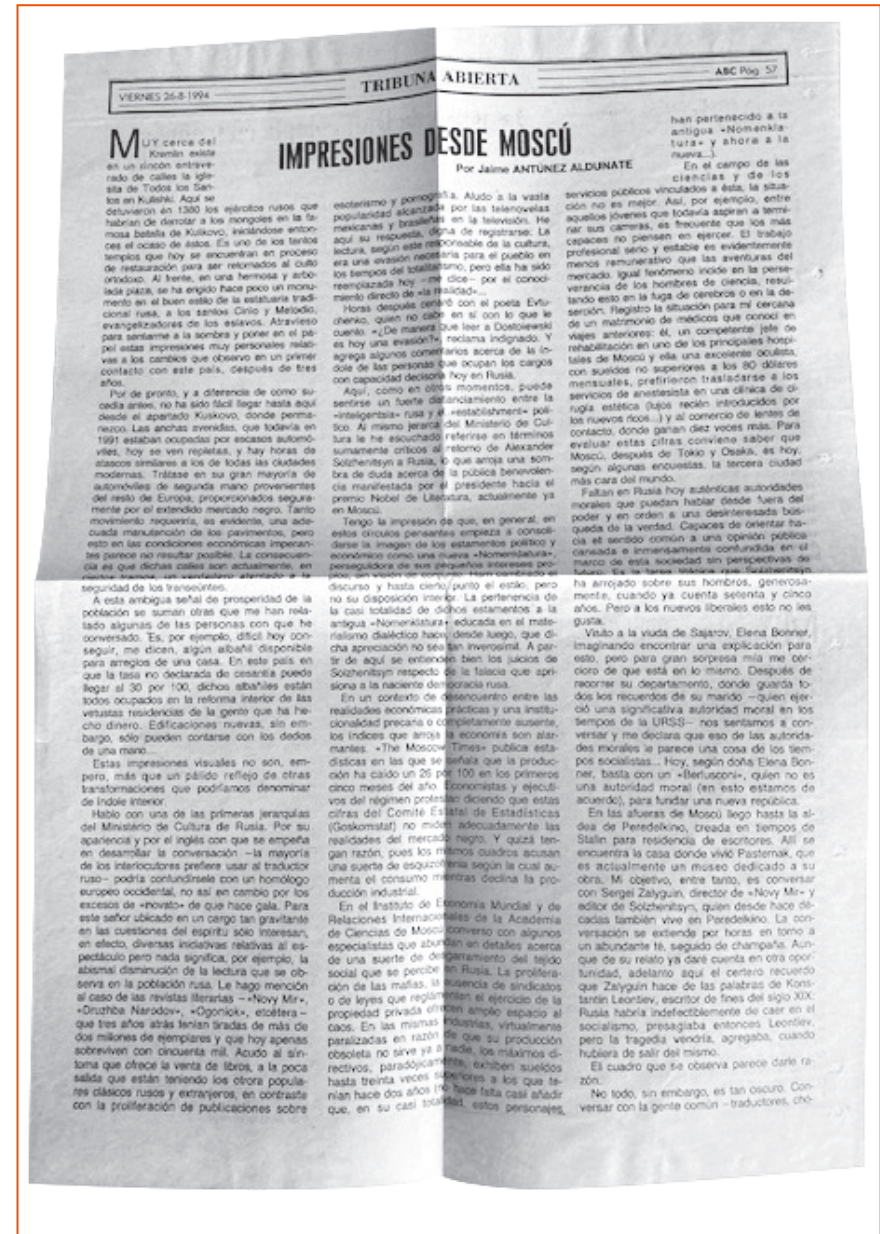 VIERNES 26-8-1994
TRIBUNA ABIERTA
ABC Pág. 57
IMPRESIONES DESDE MOSCÚ
Por Jaime ANTÚNEZ ALDUNATE
MUY cerca del
Kremlin existe
en un rincón entreve-
rado de calles la igle-
sita de Todos los San-
tos en Kulishki. Aquí se
detuvieron en 1380 los ejércitos rusos que
habrían de derrotar a los mongoles en la fa-
mosa batalla de Kulikovo, iniciándose enton-
ces el ocaso de éstos. Es uno de los tantos
templos que hoy se encuentran en proceso
de restauración para ser retornados al culto
ortodoxo. Al frente, en una hermosa y arbo-
lada plaza, se ha erigido hace poco un monu-
mento en el buen estilo de la estatuaria tradi-
cional rusa, a los santos Cirilo y Metodio,
evangelizadores de los eslavos. Atravieso
para sentarme a la sombra y poner en el pa-
pel estas impresiones muy personales relati-
vas a los cambios que observo en un primer
contacto con este país, después de tres
años.
Por de pronto, y a diferencia de como su-
cedía antes, no ha sido fácil llegar hasta aquí
desde el apartado Kuskovo, donde perma-
nezco. Las anchas avenidas, que todavía en
1991 estaban ocupadas por escasos automó-
viles, hoy se ven repletas, y hay horas de
atascos similares a los de todas las ciudades
modernas. Trátase en su gran mayoría de
automóviles de segunda mano provenientes
del resto de Europa, proporcionados segura-
mente por el extendido mercado negro. Tanto
movimiento requeriría, es evidente, una ade-
cuada manutención de los pavimentos, pero
esto en las condiciones económicas imperan-
tes parece no resultar posible. La consecuen-
cia es que dichas calles son actualmente, en
ciertos tramos, un verdadero atentado a la
seguridad de los transeúntes.
A esta ambigua señal de prosperidad de la
población se suman otras que me han rela-
tado algunas de las personas con que he
conversado. Es, por ejemplo, difícil hoy con-
seguir, me dicen, algún albañil disponible
para arreglos de una casa. En este país en
que la tasa no declarada de cesantía puede
llegar al 30 por 100, dichos albañiles están
todos ocupados en la reforma interior de las
vetustas residencias de la gente que ha he-
cho dinero. Edificaciones nuevas, sin em-
bargo, sólo pueden contarse con los dedos
de una mano...
Estas impresiones visuales no son, em-
pero, más que un pálido reflejo de otras
transformaciones que podríamos denominar
de índole interior.
Hablo con una de las primeras jerarquías
del Ministerio de Cultura de Rusia. Por su
apariencia y por el inglés con que se empeña
en desarrollar la conversación –la mayoría
de los interlocutores prefiere usar al traductor
ruso– podría confundírsele con un homólogo
europeo occidental, no así en cambio por los
excesos de «novato» de que hace gala. Para
este señor ubicado en un cargo tan gravitante
en las cuestiones del espíritu sólo interesan,
en efecto, diversas iniciativas relativas al es-
pectáculo pero nada significa, por ejemplo, la
abismal disminución de la lectura que se ob-
serva en la población rusa. Le hago mención
al caso de las revistas literarias –«Novy Mir»,
«Druzhba Narodov», «Ogoniok», etcétera–
que tres años atrás tenían tiradas de más de
dos millones de ejemplares y que hoy apenas
sobreviven con cincuenta mil. Acudo al sín-
toma que ofrece la venta de libros, a la poca
salida que están teniendo los otrora popula-
res clásicos rusos y extranjeros, en contraste
con la proliferación de publicaciones sobre
esoterismo y pornografía. Aludo a la vasta
popularidad alcanzada por las telenovelas
mexicanas y brasileñas en la televisión. He
aquí su respuesta, digna de registrarse: La
lectura, según este responsable de la cultura,
era una evasión necesaria para el pueblo en
los tiempos del totalitarismo, pero ella ha sido
reemplazada hoy –me dice– por el conoci-
miento directo de «la realidad»...
Horas después cenaré con el poeta Evtu-
chenko, quien no cabe en sí con lo que le
cuento. «¿De manera que leer a Dostoiewski
es hoy una evasión?» reclama indignado. Y
agrega algunos comentarios acerca de la ín-
dole de las personas que ocupan los cargos
con capacidad decisoria hoy en Rusia.
Aquí, como en otros momentos, puede
sentirse un fuerte distanciamiento entre la
«inteligentsia» rusa y el «establishment» polí-
tico. Al mismo jerarca del Ministerio de Cul-
tura le he escuchado referirse en términos
sumamente críticos al retorno de Alexander
Solzhenitsyn a Rusia, lo que arroja una som-
bra de duda acerca de la pública benevolen-
cia manifestada por el presidente hacia el
premio Nobel de Literatura, actualmente ya
en Moscú.
Tengo la impresión de que, en general, en
estos círculos pensantes empieza a consoli-
darse la imagen de los estamentos político y
económico como una nueva «Nomenklatura»,
perseguidora de sus pequeños intereses pro-
pios, sin visión de conjunto. Han cambiado el
discurso y hasta cierto punto el estilo, pero
no su disposición interior. La pertenencia de
la casi totalidad de dichos estamentos a la
antigua «Nomenklatura» educada en el mate-
rialismo dialéctico hace, desde luego, que di-
cha apreciación no sea tan inverosímil. A par-
tir de aquí se entienden bien los juicios de
Solzhenitsyn respecto de la falacia que apri-
siona a la naciente democracia rusa.
En un contexto de desencuentro entre las
realidades económicas prácticas y una institu-
cionalidad precaria o completamente ausente,
los índices que arroja la economía son alar-
mantes. «The Moscow Times» publica esta-
dísticas en las que se señala que la produc-
ción ha caído un 26 por 100 en los primeros
cinco meses del año. Economistas y ejecuti-
vos del régimen protestan diciendo que estas
cifras del Comité Estatal de Estadísticas
(Goskomstat) no miden adecuadamente las
realidades del mercado negro. Y quizá ten-
gan razón, pues los mismos cuadros acusan
una suerte de esquizofrenia según la cual au-
menta el consumo mientras declina la pro-
ducción industrial.
En el Instituto de Economía Mundial y de
Relaciones Internacionales de la Academia
de Ciencias de Moscú converso con algunos
especialistas que abundan en detalles acerca
de una suerte de desgarramiento del tejido
social que se percibe en Rusia. La prolifera-
ción de las mafias, la ausencia de sindicatos
o de leyes que reglamenten el ejercicio de la
propiedad privada ofrecen amplio espacio al
caos. En las mismas industrias, virtualmente
paralizadas en razón de que su producción
obsoleta no sirve ya a nadie, los máximos di-
rectivos, paradójicamente, exhiben sueldos
hasta treinta veces superiores a los que te-
nían hace dos años (no hace falta casi añadir
que, en su casi totalidad, estos personajes
han pertenecido a la
antigua «Nomenkla-
tura» y ahora a la
nueva...).
En el campo de las
ciencias y de los
servicios públicos vinculados a ésta, la situa-
ción no es mejor. Así, por ejemplo, entre
aquellos jóvenes que todavía aspiran a termi-
nar sus carreras, es frecuente que los más
capaces no piensen en ejercer. El trabajo
profesional serio y estable es evidentemente
menos remunerativo que las aventuras del
mercado. Igual fenómeno incide en la perse-
verancia de los hombres de ciencia, resul-
tando esto en la fuga de cerebros o en la de-
serción. Registro la situación para mí cercana
de un matrimonio de médicos que conocí en
viajes anteriores: él, un competente jefe de
rehabilitación en uno de los principales hospi-
tales de Moscú y ella una excelente oculista,
con sueldos no superiores a los 80 dólares
mensuales, prefirieron trasladarse a los
servicios de anestesista en una clínica de ci-
rugía estética (lujos recién introducidos por
los nuevos ricos...) y al comercio de lentes de
contacto, donde ganan diez veces más. Para
evaluar estas cifras conviene saber que
Moscú, después de Tokio y Osaka, es hoy,
según algunas encuestas, la tercera ciudad
más cara del mundo.
Faltan en Rusia hoy auténticas autoridades
morales que puedan hablar desde fuera del
poder y en orden a una desinteresada bús-
queda de la verdad. Capaces de orientar ha-
cia el sentido común a una opinión pública
cansada e inmensamente confundida en el
marco de esta sociedad sin perspectivas de
futuro. Es la tarea titánica que Solzhenitsyn
ha arrojado sobre sus hombros, generosa-
mente, cuando ya cuenta setenta y cinco
años. Pero a los nuevos liberales esto no les
gusta.
Visito a la viuda de Sajarov, Elena Bonner,
imaginando encontrar una explicación para
esto, pero para gran sorpresa mía me cer-
cioro de que está en lo mismo. Después de
recorrer su departamento, donde guarda to-
dos los recuerdos de su marido –quien ejer-
ció una significativa autoridad moral en los
tiempos de la URSS– nos sentamos a con-
versar y me declara que eso de las autorida-
des morales le parece una cosa de los tiem-
pos socialistas... Hoy, según doña Elena Bon-
ner, basta con un «Berlusconi», quien no es
una autoridad moral (en esto estamos de
acuerdo), para fundar una nueva república.
En las afueras de Moscú llego hasta la al-
dea de Peredelkino, creada en tiempos de
Stalin para residencia de escritores. Allí se
encuentra la casa donde vivió Pasternak, que
es actualmente un museo dedicado a su
obra. Mi objetivo, entre tanto, es conversar
con Sergei Zalyguin, director de «Novy Mir» y
editor de Solzhenitsyn, quien desde hace dé-
cadas también vive en Peredelkino. La con-
versación se extiende por horas en torno a
un abundante té, seguido de champaña. Aun-
que de su relato ya daré cuenta en otra opor-
tunidad, adelanto aquí el certero recuerdo
que Zalyguin hace de las palabras de Kons-
tantin Leontiev, escritor de fines del siglo XIX:
Rusia habría indefectiblemente de caer en el
socialismo, presagiaba entonces Leontiev,
pero la tragedia vendría, agregaba, cuando
hubiera de salir del mismo.
El cuadro que se observa parece darle ra-
zón.
No todo, sin embargo, es tan oscuro. Con-
versar con la gente común –traductores, chó-